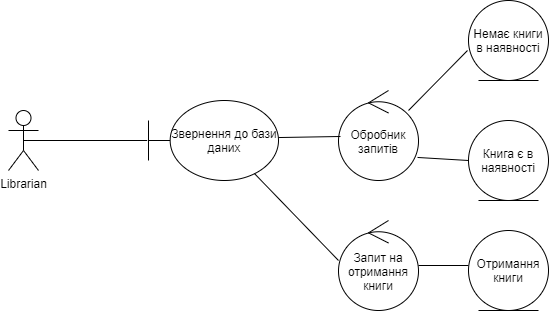 Немає книги
в наявності
Звернення до бази
даних
Обробник
запитів
Книга є в
наявності
Librarian
Запит на
отримання
книги
Отримання
книги